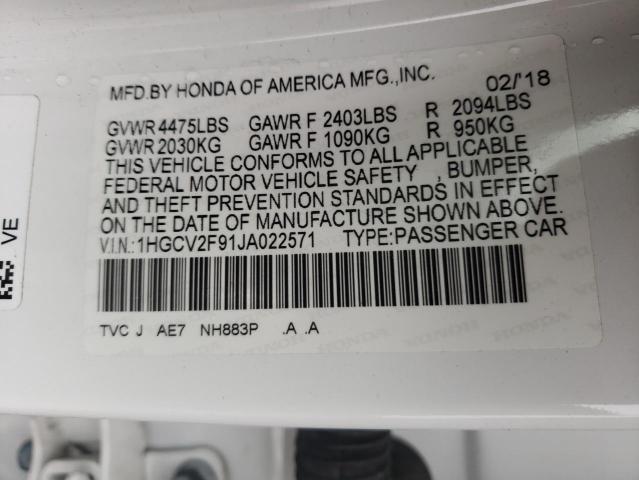 MFD.BY HONDA OF AMERICA MFG.,INC. 02/'18
GVWR 4475LBS GAWR F 2403LBS R 2094LBS
GVWR 2030KG GAWR F 1090KG R 950KG
THIS VEHICLE CONFORMS TO ALL APPLICABLE
FEDERAL MOTOR VEHICLE SAFETY , BUMPER,
AND THEFT PREVENTION STANDARDS IN EFFECT
ON THE DATE OF MANUFACTURE SHOWN ABOVE.
V.I.N.:1HGCV2F91JA022571 TYPE:PASSENGER CAR
TVC J AE7 NH883P .A .A
VE